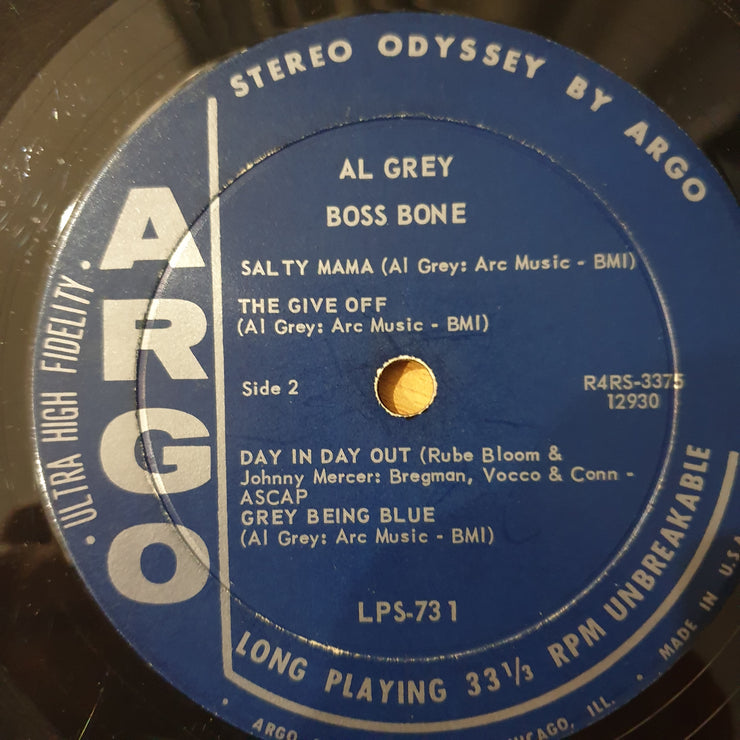 STEREO ODYSSEY BY ARGO
· ULTRA HIGH FIDELITY ·
ARGO
AL GREY
BOSS BONE
SALTY MAMA (Al Grey: Arc Music - BMI)
THE GIVE OFF
(Al Grey: Arc Music - BMI)
Side 2
R4RS-3375
12930
DAY IN DAY OUT (Rube Bloom &
Johnny Mercer: Bregman, Vocco & Conn -
ASCAP
GREY BEING BLUE
(Al Grey: Arc Music - BMI)
LPS-731
LONG PLAYING 33 1/3 RPM UNBREAKABLE
· ARGO
ILL. · MADE IN U.S.A.